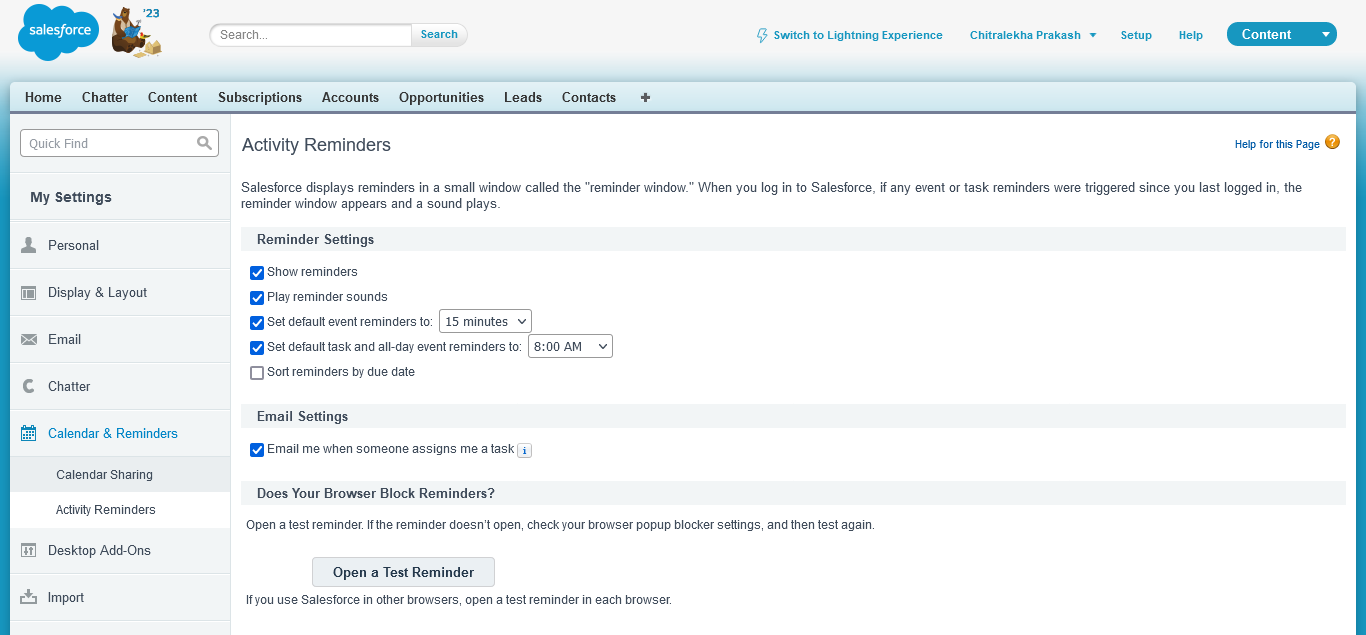 salesforce
'23
Search...
Search
Switch to Lightning Experience
Chitralekha Prakash
Setup
Help
Content
Home Chatter Content Subscriptions Accounts Opportunities Leads Contacts +
Quick Find
My Settings
Personal
Display & Layout
Email
Chatter
Calendar & Reminders
Calendar Sharing
Activity Reminders
Desktop Add-Ons
Import
Activity Reminders
Help for this Page ?
Salesforce displays reminders in a small window called the "reminder window." When you log in to Salesforce, if any event or task reminders were triggered since you last logged in, the
reminder window appears and a sound plays.
Reminder Settings
Show reminders
Play reminder sounds
Set default event reminders to: 15 minutes
Set default task and all-day event reminders to: 8:00 AM
Sort reminders by due date
Email Settings
Email me when someone assigns me a task i
Does Your Browser Block Reminders?
Open a test reminder. If the reminder doesn't open, check your browser popup blocker settings, and then test again.
Open a Test Reminder
If you use Salesforce in other browsers, open a test reminder in each browser.